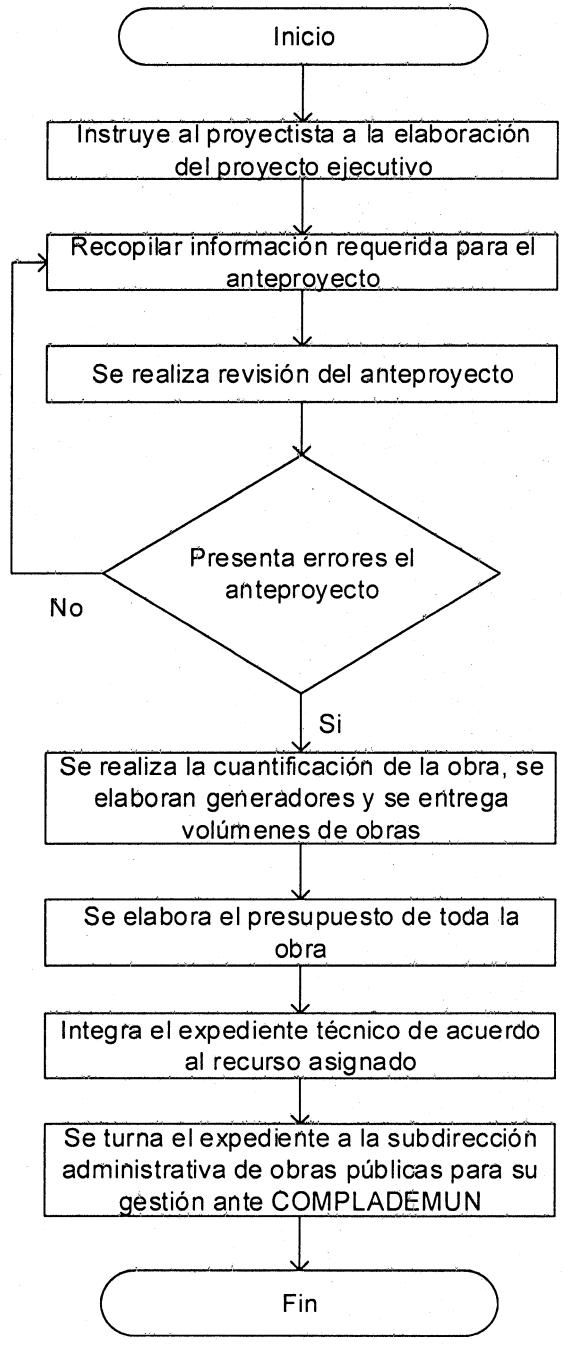 Inicio
Instruye al proyectista a la elaboración
del proyecto ejecutivo
Recopilar información requerida para el
anteproyecto
Se realiza revisión del anteproyecto
Presenta errores el
anteproyecto
No
Si
Se realiza la cuantificación de la obra, se
elaboran generadores y se entrega
volúmenes de obras
Se elabora el presupuesto de toda la
obra
Integra el expediente técnico de acuerdo
al recurso asignado
Se turna el expediente a la subdirección
administrativa de obras públicas para su
gestión ante COMPLADEMUN
Fin